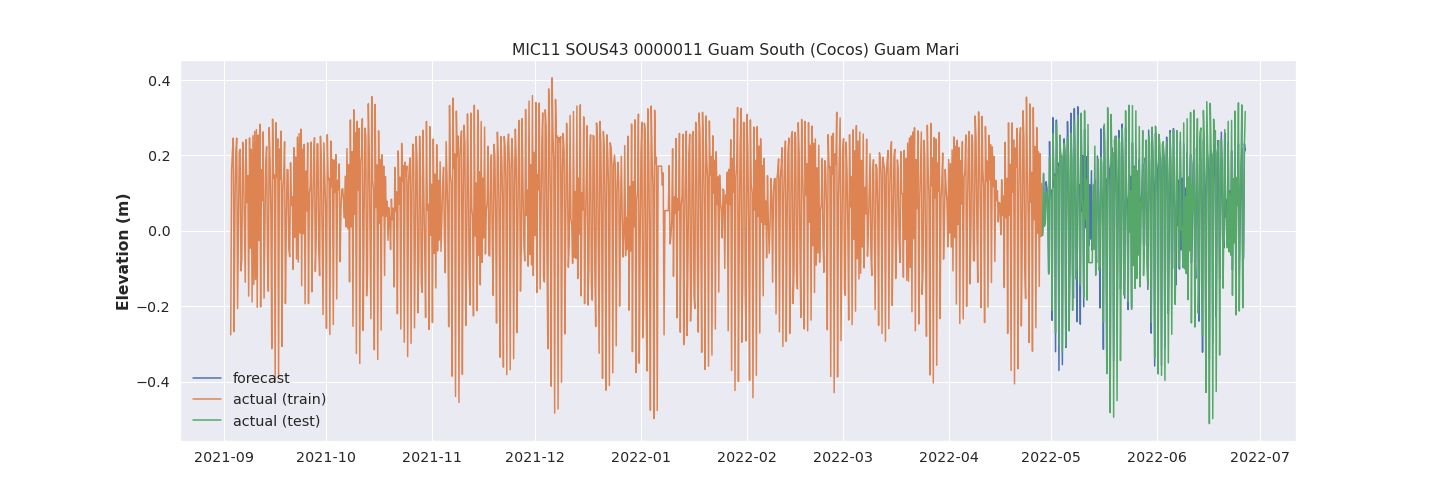 MIC11 SOUS43 0000011 Guam South (Cocos) Guam Mari
Elevation (m)
0.4
0.2
0.0
−0.2
−0.4
forecast
actual (train)
actual (test)
2021-09 2021-10 2021-11 2021-12 2022-01 2022-02 2022-03 2022-04 2022-05 2022-06 2022-07